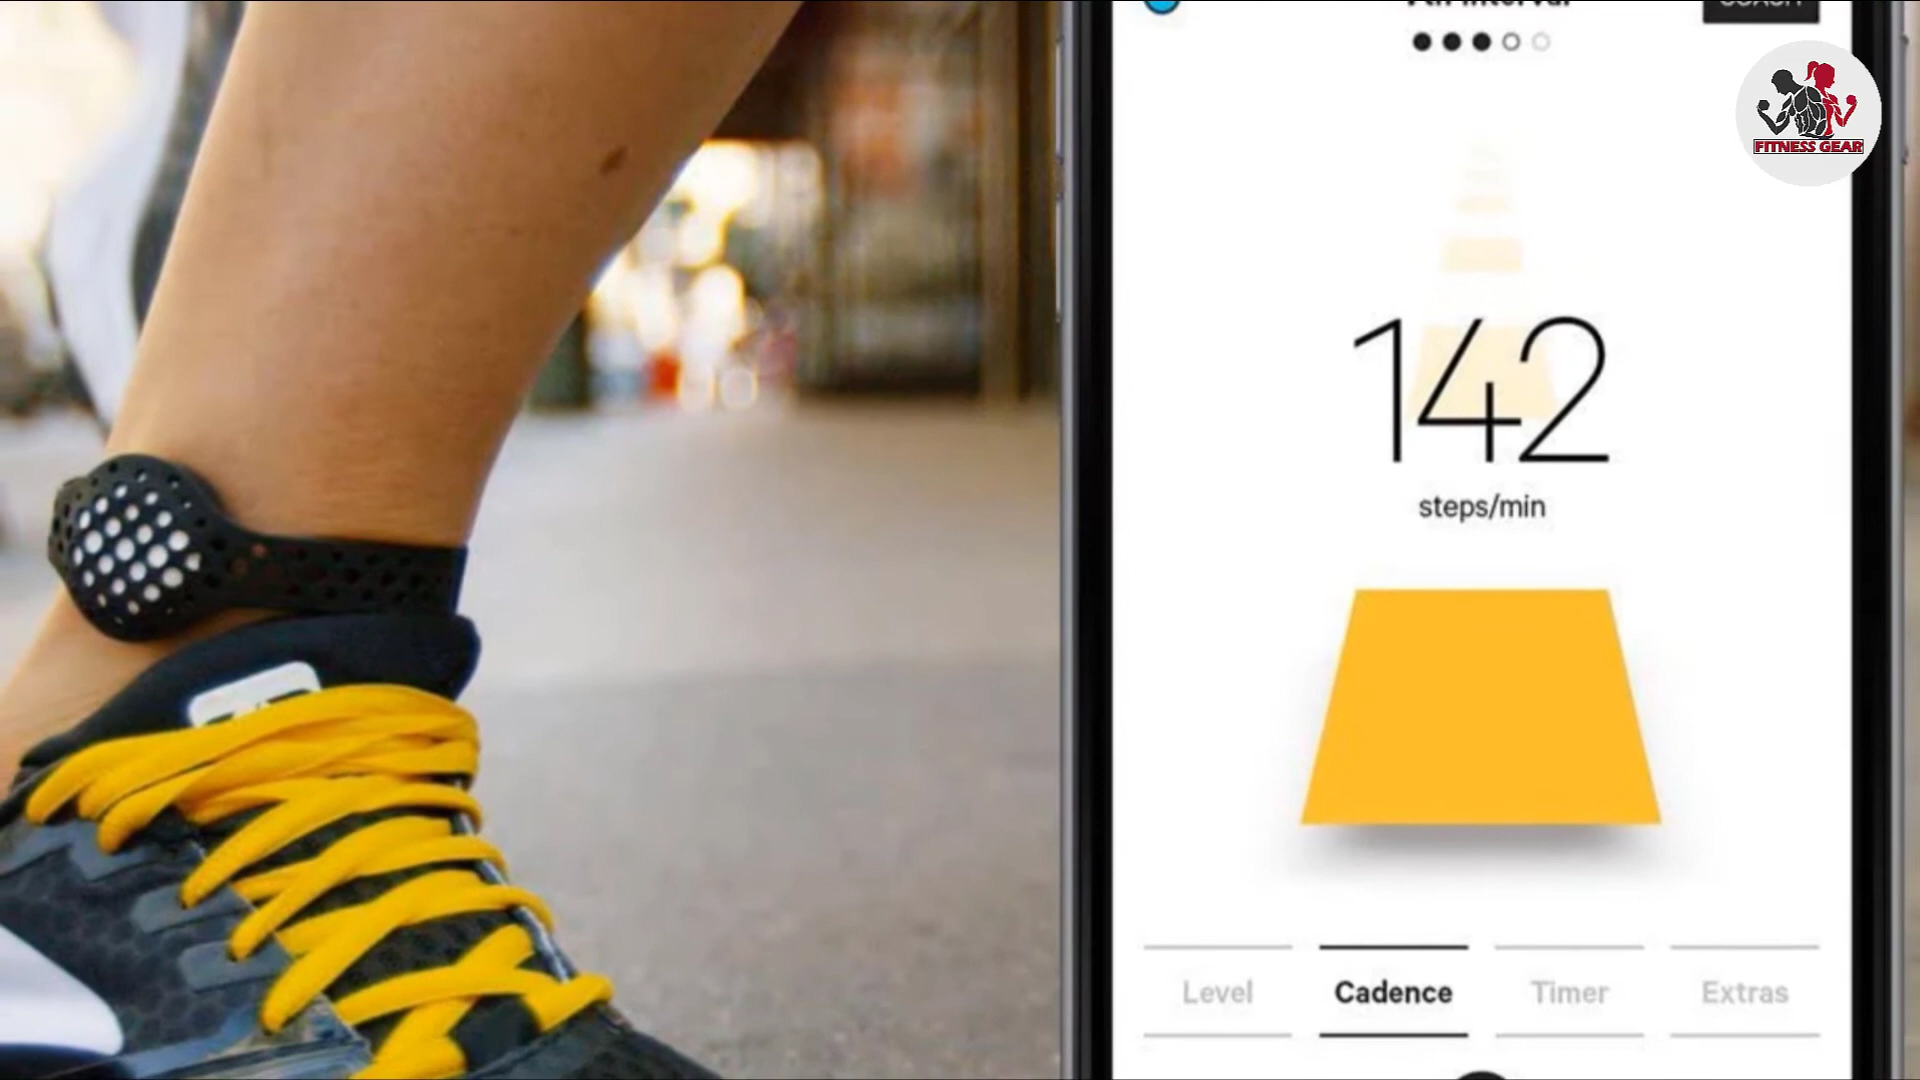 FITNESS GEAR
142
steps/min
Level
Cadence
Timer
Extras